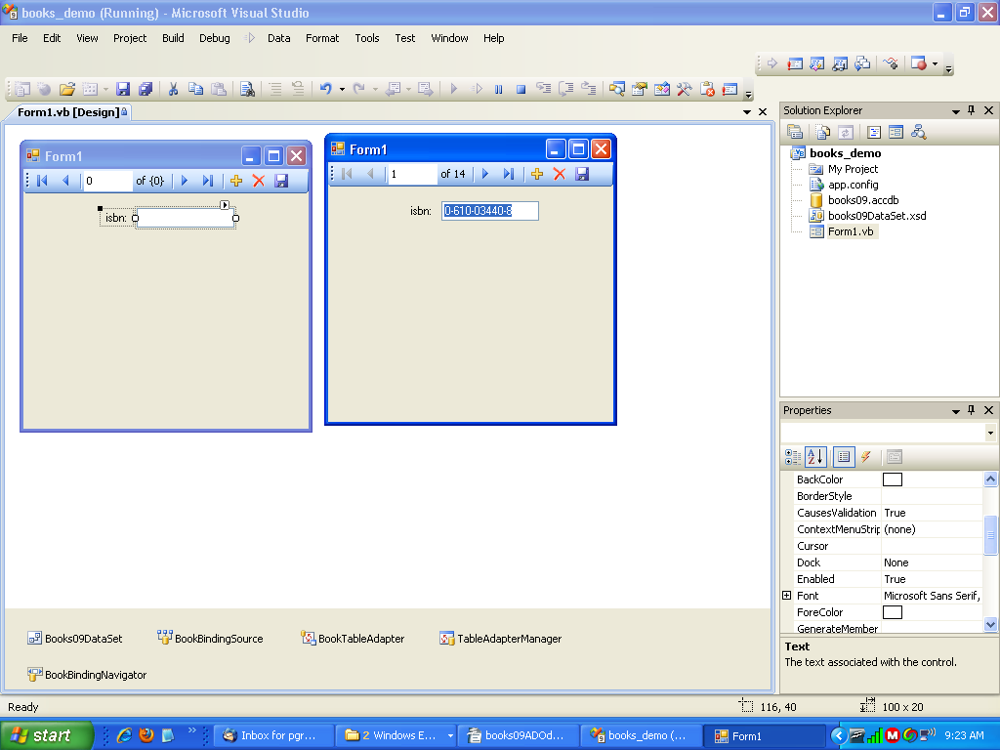 books_demo (Running) - Microsoft Visual Studio
File Edit View Project Build Debug Data Format Tools Test Window Help
Form1.vb [Design]
Form1
0 of {0}
isbn:
Form1
1 of 14
isbn: 0-610-03440-8
Books09DataSet BookBindingSource BookTableAdapter TableAdapterManager
BookBindingNavigator
Solution Explorer
books_demo
My Project
app.config
books09.accdb
books09DataSet.xsd
Form1.vb
Properties
BackColor
BorderStyle
CausesValidation True
ContextMenuStrip (none)
Cursor
Dock None
Enabled True
Font Microsoft Sans Serif,
ForeColor
GenerateMember
Text
The text associated with the control.
Ready 116, 40 100 x 20
start Inbox for pgr... 2 Windows E... books09ADOd... books_demo (... Form1 9:23 AM